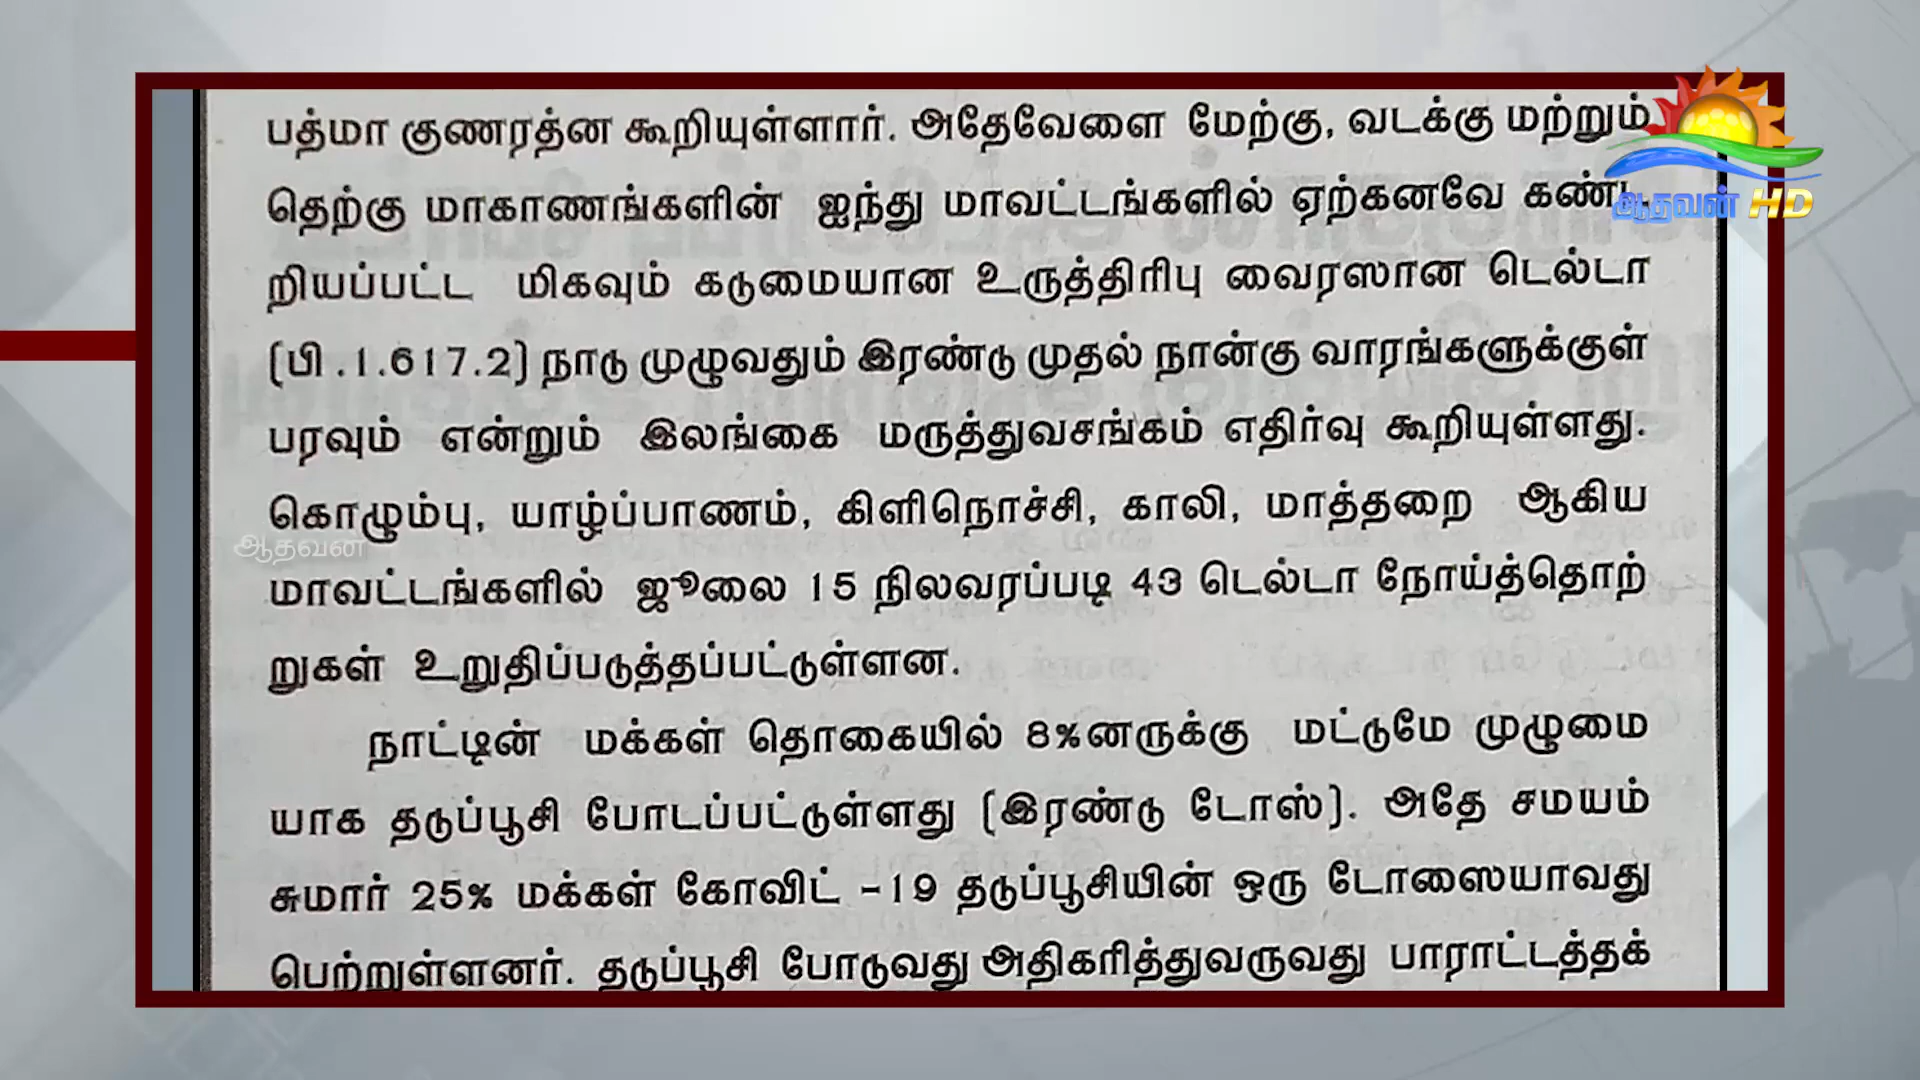 பத்மா குணரத்ன கூறியுள்ளார். அதேவேளை மேற்கு, வடக்கு மற்றும்
தெற்கு மாகாணங்களின் ஐந்து மாவட்டங்களில் ஏற்கனவே கண்ட
றியப்பட்ட மிகவும் கடுமையான உருத்திரிபு வைரஸான டெல்டா
(பி .1.617.2) நாடு முழுவதும் இரண்டு முதல் நான்கு வாரங்களுக்குள்
பரவும் என்றும் இலங்கை மருத்துவசங்கம் எதிர்வு கூறியுள்ளது.
கொழும்பு, யாழ்ப்பாணம், கிளிநொச்சி, காலி, மாத்தறை ஆகிய
மாவட்டங்களில் ஜூலை 15 நிலவரப்படி 43 டெல்டா நோய்த்தொற்
றுகள் உறுதிப்படுத்தப்பட்டுள்ளன.
நாட்டின் மக்கள் தொகையில் 8%னருக்கு மட்டுமே முழுமை
யாக தடுப்பூசி போடப்பட்டுள்ளது (இரண்டு டோஸ்). அதே சமயம்
சுமார் 25% மக்கள் கோவிட் -19 தடுப்பூசியின் ஒரு டோஸையாவது
பெற்றுள்ளனர். தடுப்பூசி போடுவது அதிகரித்துவருவது பாராட்டத்தக்
ஆதவன் HD
ஆதவன்